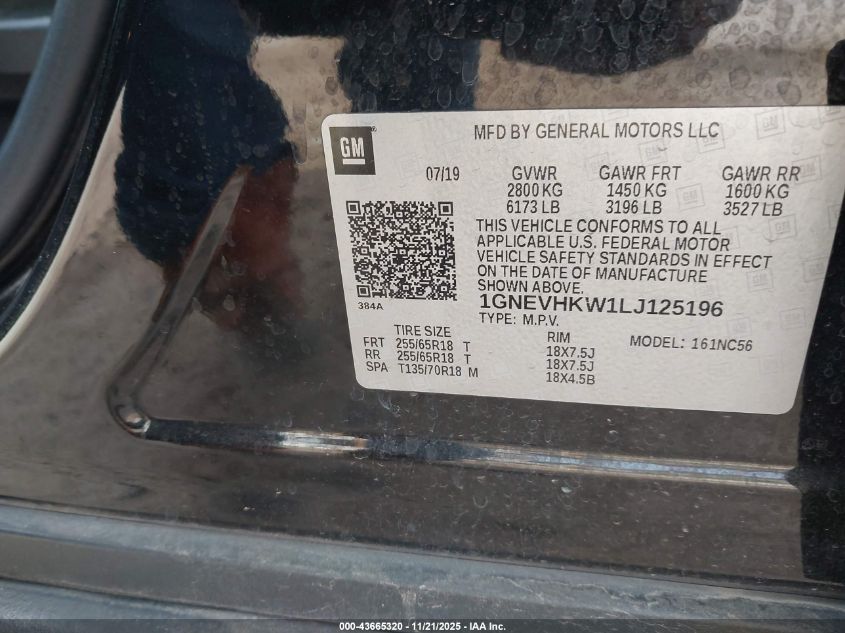 GM
®
MFD BY GENERAL MOTORS LLC
07/19 GVWR GAWR FRT GAWR RR
2800 KG 1450 KG 1600 KG
6173 LB 3196 LB 3527 LB
THIS VEHICLE CONFORMS TO ALL
APPLICABLE U.S. FEDERAL MOTOR
VEHICLE SAFETY STANDARDS IN EFFECT
ON THE DATE OF MANUFACTURE
SHOWN ABOVE.
384A
1GNEVHKW1LJ125196
TYPE: M.P.V.
MODEL: 161NC56
TIRE SIZE RIM
FRT 255/65R18 T 18X7.5J
RR 255/65R18 T 18X7.5J
SPA T135/70R18 M 18X4.5B
000-43665320 - 11/21/2025 - IAA Inc.